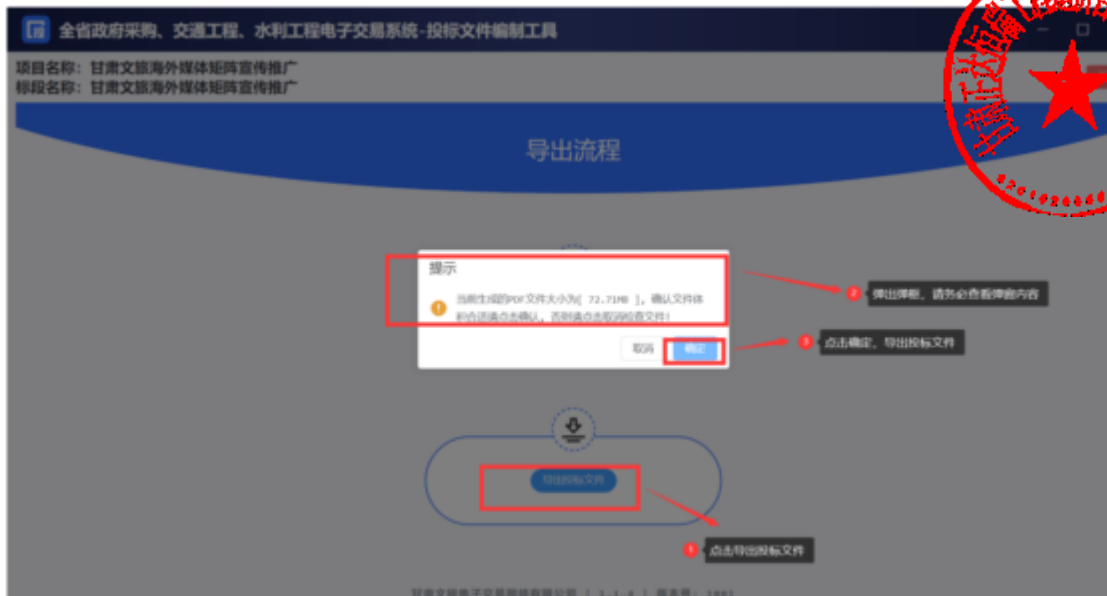 全省政府采购、交通工程、水利工程电子交易系统-投标文件编制工具
项目名称：甘肃文旅海外媒体矩阵宣传推广
标段名称：甘肃文旅海外媒体矩阵宣传推广
导出流程
提示
当前生成的PDF文件大小为[ 72.71MB ]，确认文件体
积合适请点击确认，否则请点击取消检查文件！
取消
确定
2 弹出弹框，请务必查看弹窗内容
3 点击确定，导出投标文件
导出投标文件
1 点击导出投标文件